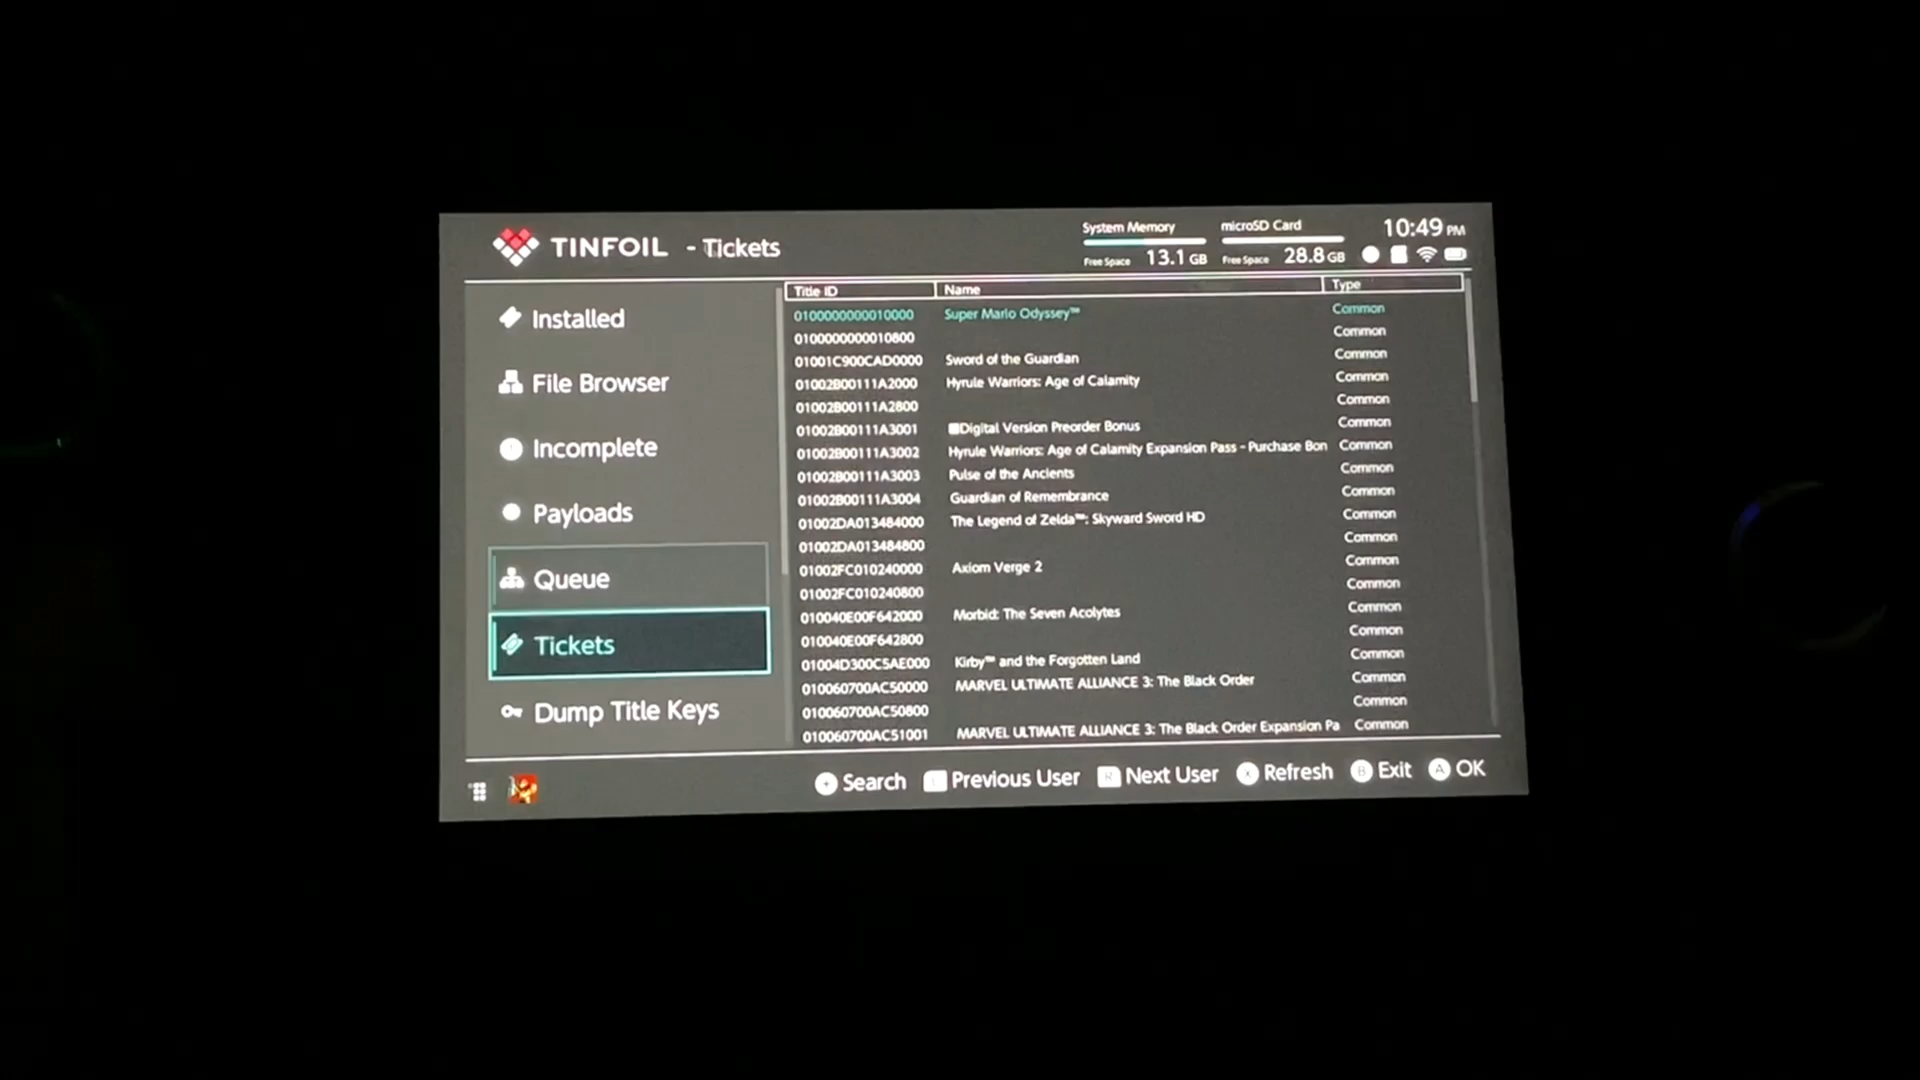 TINFOIL - Tickets
System Memory
Free Space 13.1 GB
microSD Card
Free Space 28.8 GB
10:49 PM
Installed
File Browser
Incomplete
Payloads
Queue
Tickets
Dump Title Keys
Title ID Name Type
0100000000010000 Super Mario Odyssey™ Common
0100000000010800 Common
01001C900CAD0000 Sword of the Guardian Common
01002B00111A2000 Hyrule Warriors: Age of Calamity Common
01002B00111A2800 Common
01002B00111A3001 Digital Version Preorder Bonus Common
01002B00111A3002 Hyrule Warriors: Age of Calamity Expansion Pass - Purchase Bon Common
01002B00111A3003 Pulse of the Ancients Common
01002B00111A3004 Guardian of Remembrance Common
01002DA013484000 The Legend of Zelda™: Skyward Sword HD Common
01002DA013484800 Common
01002FC010240000 Axiom Verge 2 Common
01002FC010240800 Common
010040E00F642000 Morbid: The Seven Acolytes Common
010040E00F642800 Common
01004D300C5AE000 Kirby™ and the Forgotten Land Common
010060700AC50000 MARVEL ULTIMATE ALLIANCE 3: The Black Order Common
010060700AC50800 Common
010060700AC51001 MARVEL ULTIMATE ALLIANCE 3: The Black Order Expansion Pa Common
+ Search L Previous User R Next User X Refresh B Exit A OK